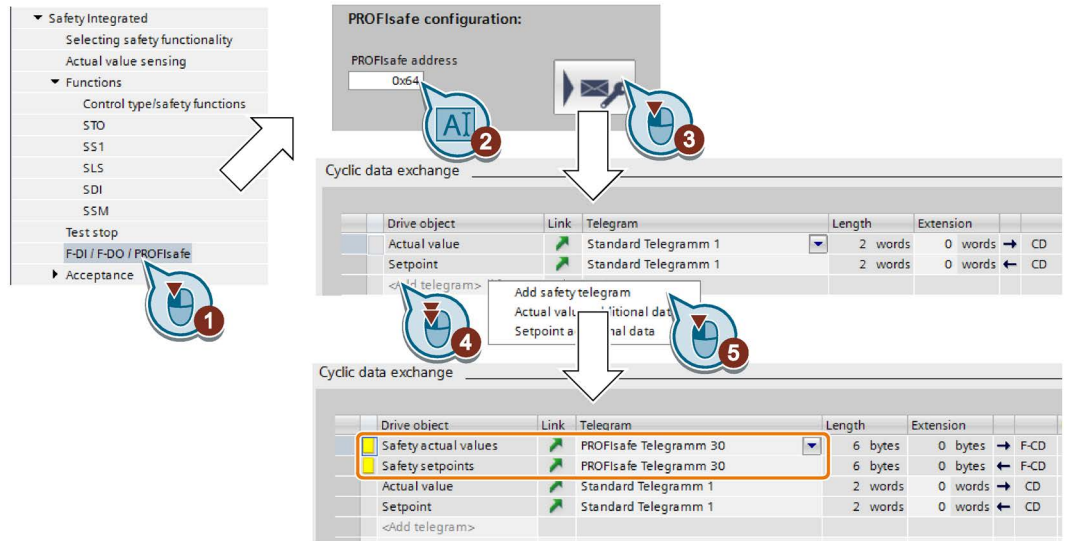 Safety Integrated
Selecting safety functionality
Actual value sensing
Functions
Control type/safety functions
STO
SS1
SLS
SDI
SSM
Test stop
F-DI / F-DO / PROFIsafe
Acceptance
1
PROFIsafe configuration:
PROFIsafe address
0x64
AI
2
3
Cyclic data exchange
Drive object Link Telegram Length Extension
Actual value Standard Telegramm 1 2 words 0 words → CD
Setpoint Standard Telegramm 1 2 words 0 words ← CD
<Add telegram>
Add safety telegram
Actual
Setpoint data
4
5
Cyclic data exchange
Drive object Link Telegram Length Extension
Safety actual values PROFIsafe Telegramm 30 6 bytes 0 bytes → F-CD
Safety setpoints PROFIsafe Telegramm 30 6 bytes 0 bytes ← F-CD
Actual value Standard Telegramm 1 2 words 0 words → CD
Setpoint Standard Telegramm 1 2 words 0 words ← CD
<Add telegram>